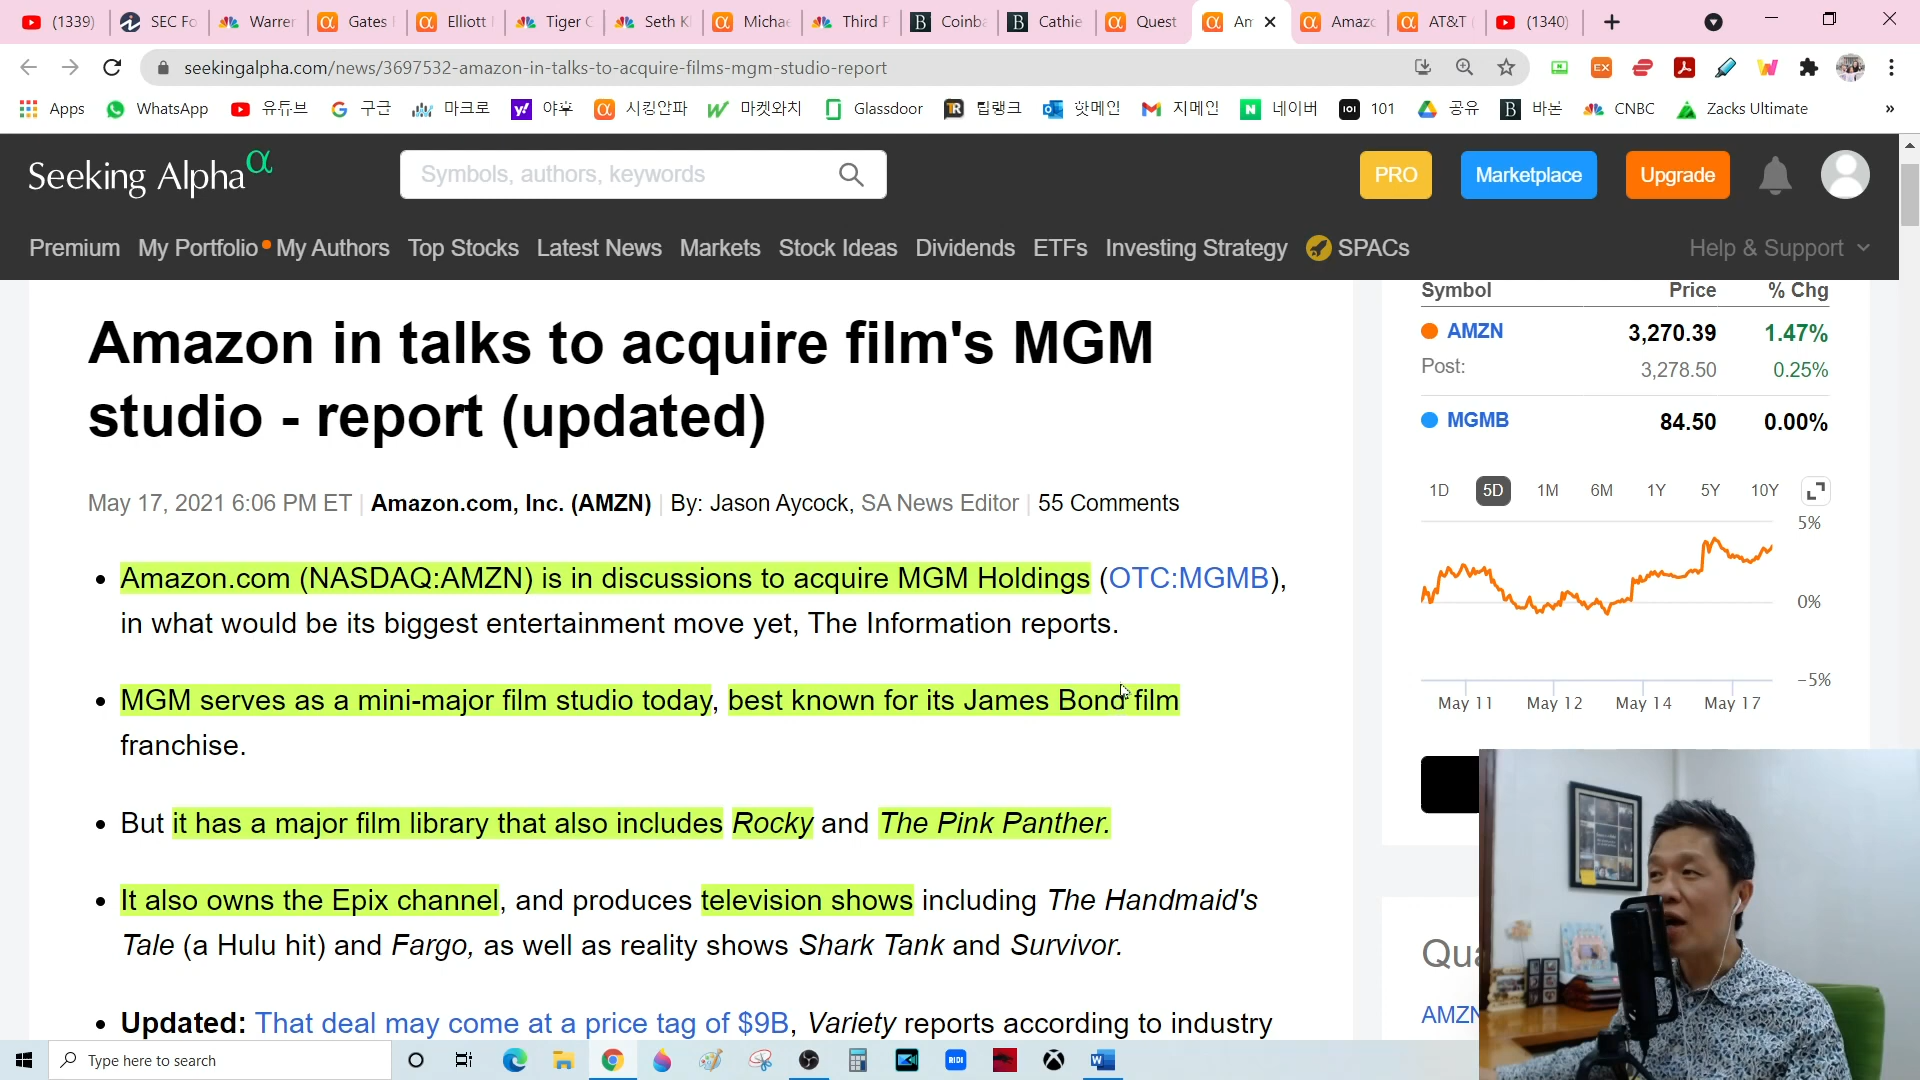 (1339)
SEC Fo
Warren
Gates
Elliott
Tiger
Seth K
Michae
Third P
Coinb
Cathie
Quest
Am
Amazo
AT&T
(1340)
seekingalpha.com/news/3697532-amazon-in-talks-to-acquire-films-mgm-studio-report
Apps
WhatsApp
유튜브
구글
마크로
야후
시킹안파
마켓와치
Glassdoor
팁랭크
핫메인
지메인
네이버
101
공유
바론
CNBC
Zacks Ultimate
»
Seeking Alpha α
Symbols, authors, keywords
PRO
Marketplace
Upgrade
Premium
My Portfolio
My Authors
Top Stocks
Latest News
Markets
Stock Ideas
Dividends
ETFs
Investing Strategy
SPACs
Help & Support
Amazon in talks to acquire film's MGM
studio - report (updated)
May 17, 2021 6:06 PM ET | Amazon.com, Inc. (AMZN) | By: Jason Aycock, SA News Editor | 55 Comments
• Amazon.com (NASDAQ:AMZN) is in discussions to acquire MGM Holdings (OTC:MGMB),
in what would be its biggest entertainment move yet, The Information reports.
• MGM serves as a mini-major film studio today, best known for its James Bond film
franchise.
• But it has a major film library that also includes Rocky and The Pink Panther.
• It also owns the Epix channel, and produces television shows including The Handmaid's
Tale (a Hulu hit) and Fargo, as well as reality shows Shark Tank and Survivor.
• Updated: That deal may come at a price tag of $9B, Variety reports according to industry
Symbol Price % Chg
AMZN 3,270.39 1.47%
Post: 3,278.50 0.25%
MGMB 84.50 0.00%
1D 5D 1M 6M 1Y 5Y 10Y
5%
0%
−5%
May 11 May 12 May 14 May 17
Qua
AMZN
Type here to search